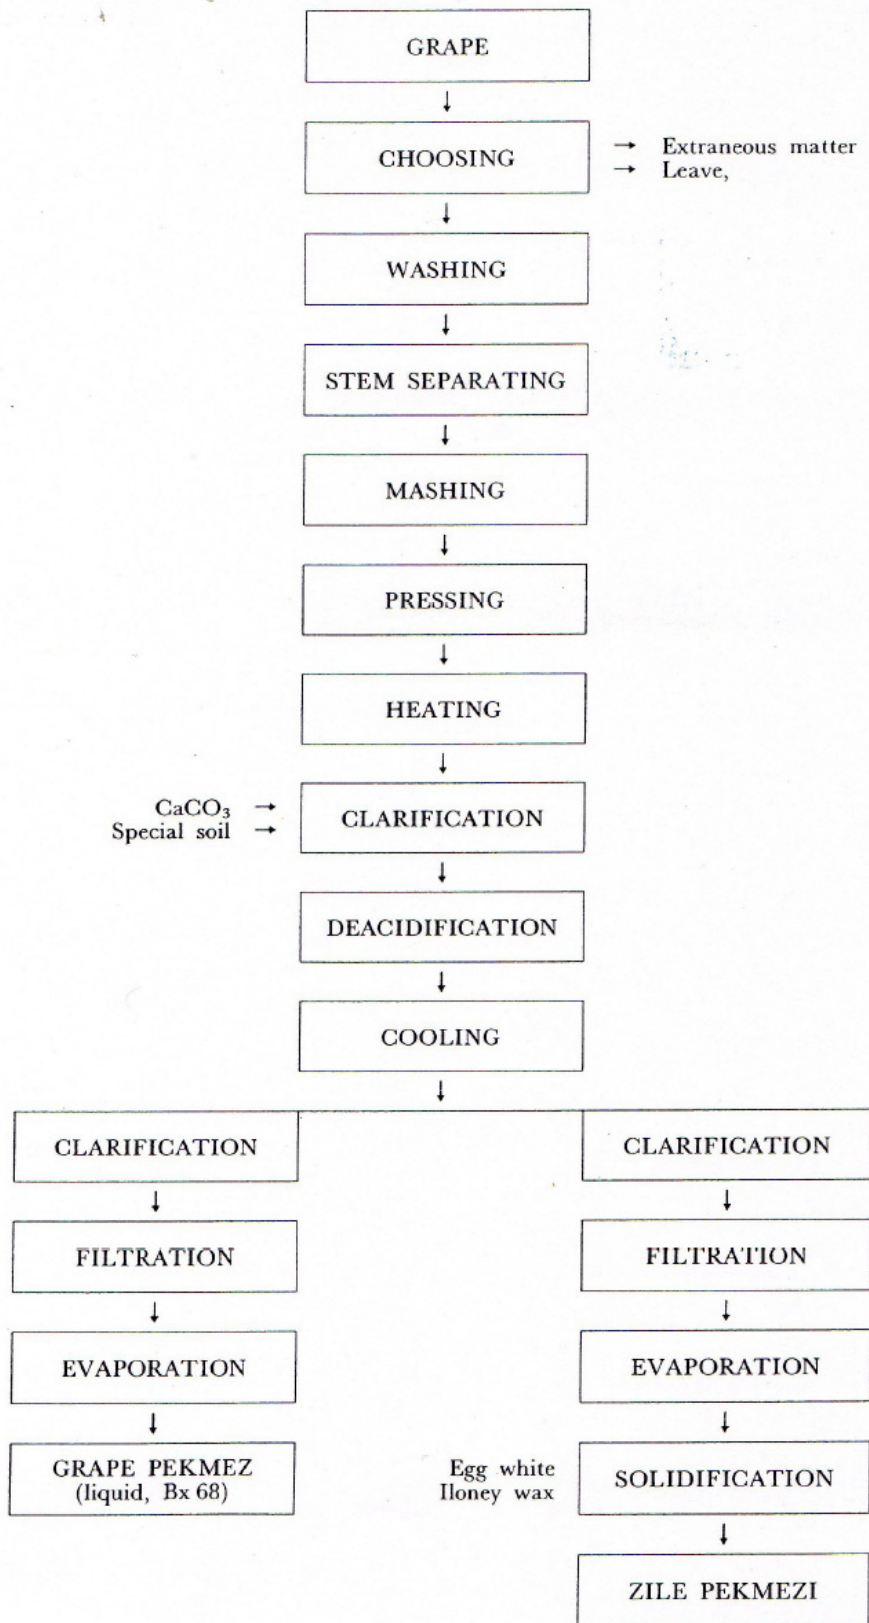 GRAPE
CHOOSING
→ Extraneous matter
→ Leave,
WASHING
STEM SEPARATING
MASHING
PRESSING
HEATING
CaCO₃ →
Special soil →
CLARIFICATION
DEACIDIFICATION
COOLING
CLARIFICATION
FILTRATION
EVAPORATION
GRAPE PEKMEZ
(liquid, Bx 68)
CLARIFICATION
FILTRATION
EVAPORATION
Egg white
Iloney wax
SOLIDIFICATION
ZILE PEKMEZI